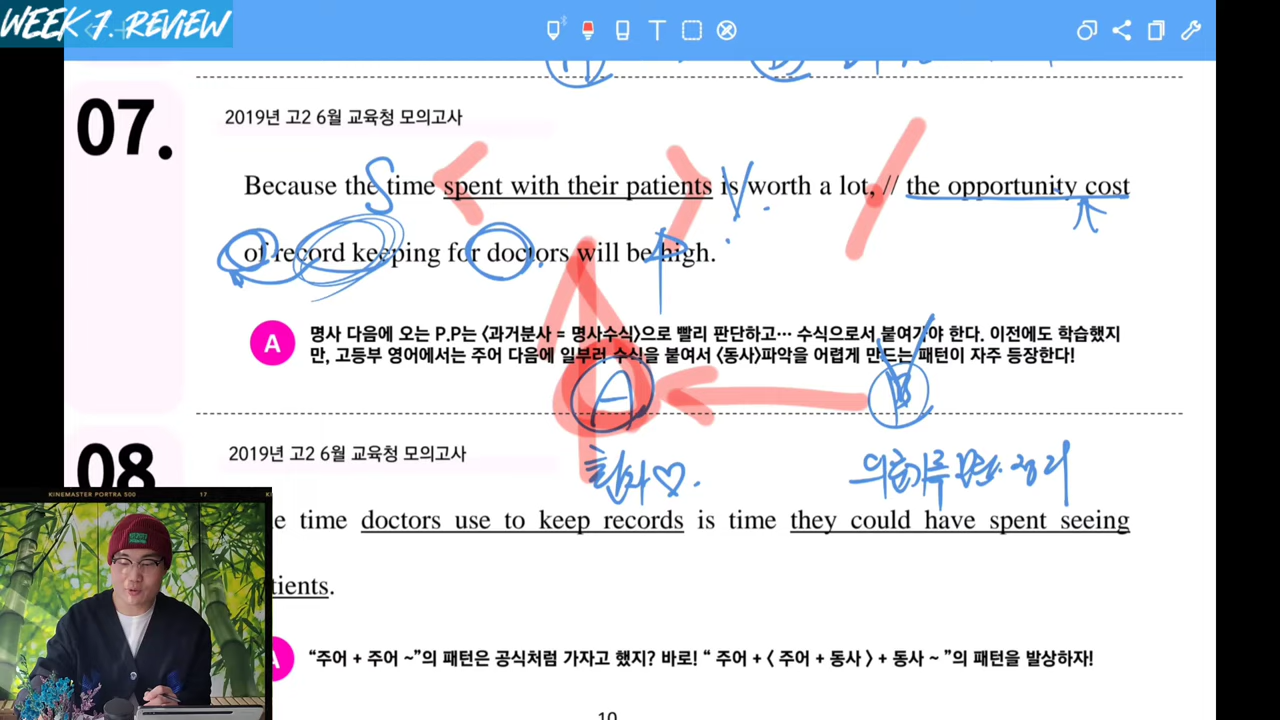 WEEK 7. REVIEW
T
07.
2019년 고2 6월 교육청 모의고사
Because the time spent with their patients is worth a lot, // the opportunity cost
S
V
of record keeping for doctors will be high.
A 명사 다음에 오는 P.P는 <과거분사 = 명사수식>으로 빨리 판단하고… 수식으로서 붙여가야 한다. 이전에도 학습했지
만, 고등부 영어에서는 주어 다음에 일부러 수식을 붙여서 <동사>파악을 어렵게 만드는 패턴이 자주 등장한다!
A
B
환자♡.
08
2019년 고2 6월 교육청 모의고사
time doctors use to keep records is time they could have spent seeing
tients.
A "주어 + 주어 ~"의 패턴은 공식처럼 가자고 했지? 바로! " 주어 + < 주어 + 동사 > + 동사 ~ "의 패턴을 발상하자!
10
KINEMASTER PORTRA 500 17